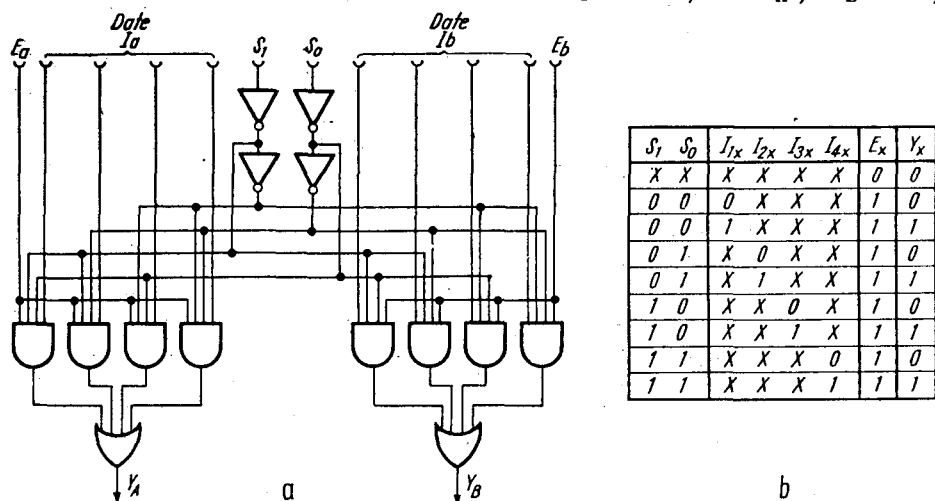 Date
Ea Ia S1 S0 Ib Eb
Date
S1 S0 I1x I2x I3x I4x Ex Yx
X X X X X X 0 0
0 0 0 X X X 1 0
0 0 1 X X X 1 1
0 1 X 0 X X 1 0
0 1 X 1 X X 1 1
1 0 X X 0 X 1 0
1 0 X X 1 X 1 1
1 1 X X X 0 1 0
1 1 X X X 1 1 1
YA a YB b